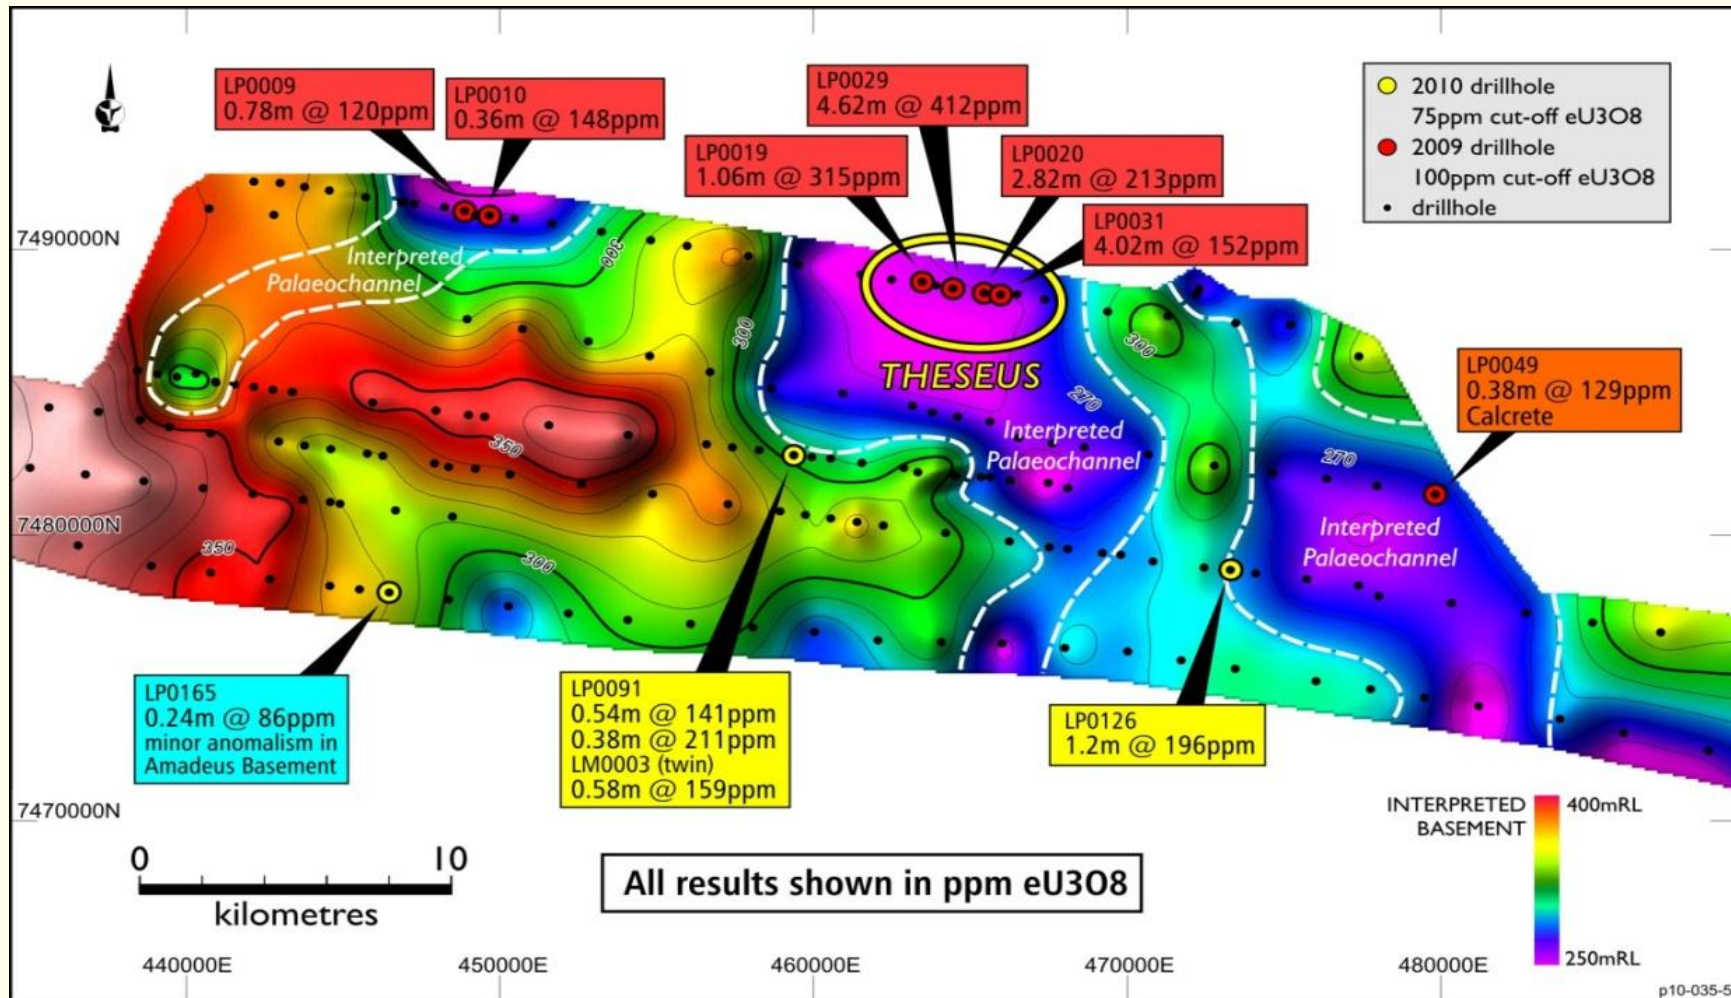 LP0009
0.78m @ 120ppm
LP0010
0.36m @ 148ppm
LP0029
4.62m @ 412ppm
LP0019
1.06m @ 315ppm
LP0020
2.82m @ 213ppm
LP0031
4.02m @ 152ppm
2010 drillhole
75ppm cut-off eU3O8
2009 drillhole
100ppm cut-off eU3O8
drillhole
7490000N
Interpreted
Palaeochannel
300
300
300
THESEUS
270
Interpreted
Palaeochannel
LP0049
0.38m @ 129ppm
Calcrete
350
270
7480000N
350
300
Interpreted
Palaeochannel
LP0165
0.24m @ 86ppm
minor anomalism in
Amadeus Basement
LP0091
0.54m @ 141ppm
0.38m @ 211ppm
LM0003 (twin)
0.58m @ 159ppm
LP0126
1.2m @ 196ppm
7470000N
INTERPRETED
BASEMENT
400mRL
250mRL
0 10
kilometres
All results shown in ppm eU3O8
440000E 450000E 460000E 470000E 480000E
p10-035-5